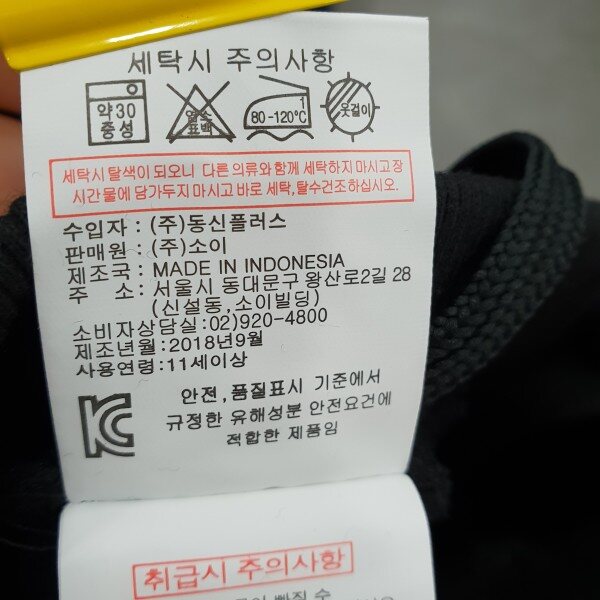 세탁시 주의사항
약30
중성
염소
표백
1
80-120°C
옷걸이
세탁시 탈색이 되오니 다른 의류와함께 세탁하지 마시고 장
시간 물에 담가두지 마시고 바로 세탁,탈수건조하십시오.
수입자 : (주)동신플러스
판매원 : (주)소이
제조국 : MADE IN INDONESIA
주 소 : 서울시 동대문구 왕산로2길 28
(신설동,소이빌딩)
소비자상담실:02)920-4800
제조년월:2018년9월
사용연령:11세이상
안전,품질표시 기준에서
규정한 유해성분 안전요건에
적합한 제품임
취급시 주의사항